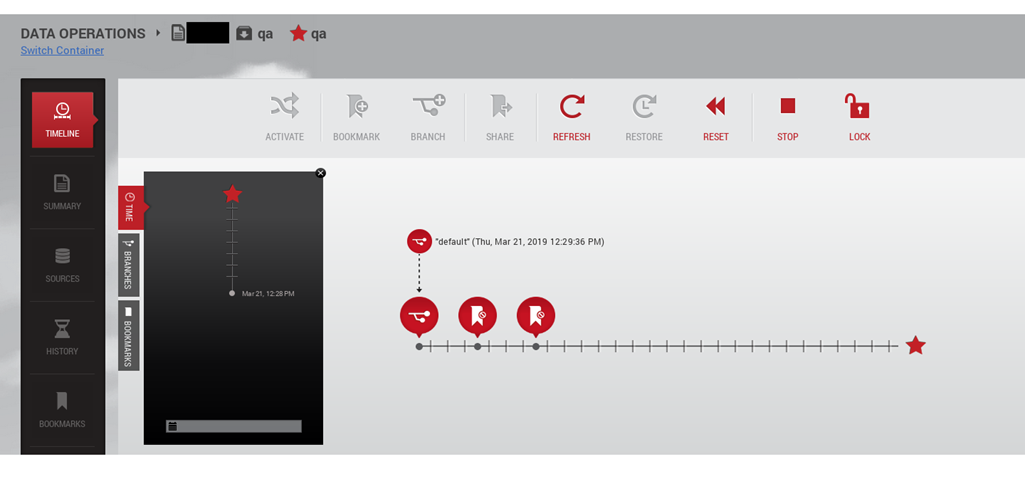 DATA OPERATIONS qa qa
Switch Container
ACTIVATE BOOKMARK BRANCH SHARE REFRESH RESTORE RESET STOP LOCK
TIMELINE
SUMMARY
SOURCES
HISTORY
BOOKMARKS
TIME
BRANCHES
BOOKMARKS
Mar 21, 12:28 PM
"default" (Thu, Mar 21, 2019 12:29:36 PM)